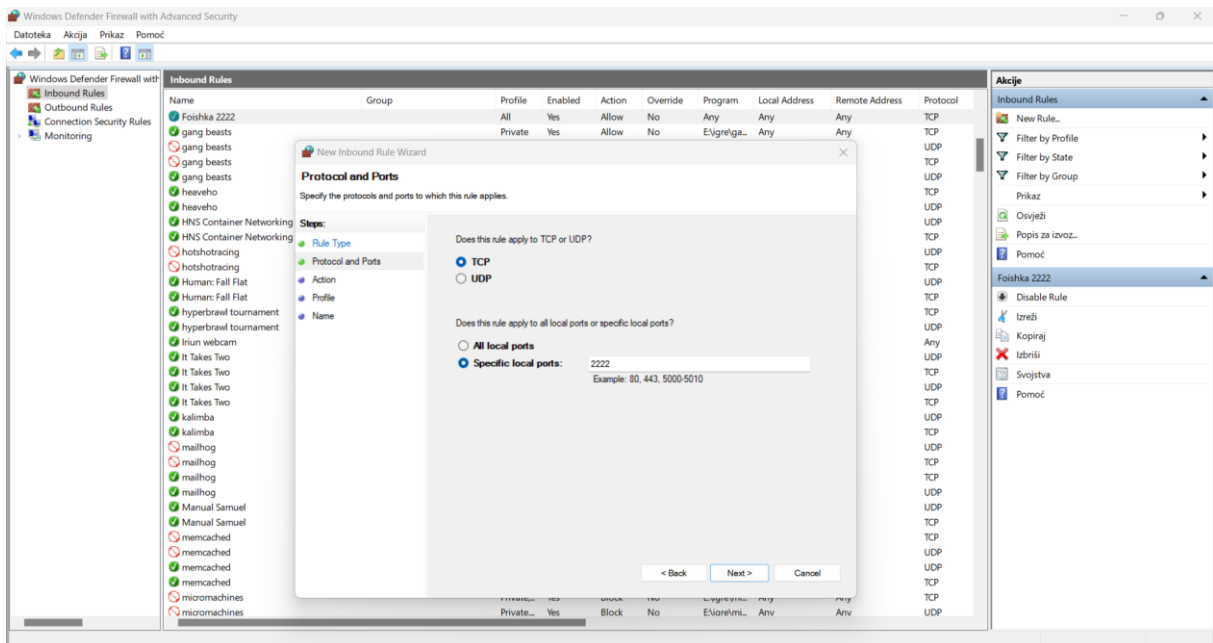 Windows Defender Firewall with Advanced Security
Datoteka Akcija Prikaz Pomoć
Windows Defender Firewall with
Inbound Rules
Outbound Rules
Connection Security Rules
Monitoring
Inbound Rules
Name Group Profile Enabled Action Override Program Local Address Remote Address Protocol
Foishka 2222 All Yes Allow No Any Any Any TCP
gang beasts Private Yes Allow No E:\igre\ga... Any Any TCP
gang beasts UDP
gang beasts TCP
gang beasts UDP
heaveho TCP
heaveho UDP
HNS Container Networking UDP
HNS Container Networking TCP
hotshotracing UDP
hotshotracing TCP
Human: Fall Flat UDP
Human: Fall Flat TCP
hyperbrawl tournament TCP
hyperbrawl tournament UDP
Iriun webcam Any
It Takes Two UDP
It Takes Two TCP
It Takes Two UDP
It Takes Two TCP
kalimba UDP
kalimba TCP
mailhog UDP
mailhog TCP
mailhog TCP
mailhog UDP
Manual Samuel UDP
Manual Samuel TCP
memcached TCP
memcached UDP
memcached UDP
memcached TCP
micromachines TCP
micromachines Private... Yes Block No E:\igre\mi... Any Any UDP
New Inbound Rule Wizard
Protocol and Ports
Specify the protocols and ports to which this rule applies.
Steps:
Rule Type
Protocol and Ports
Action
Profile
Name
Does this rule apply to TCP or UDP?
TCP
UDP
Does this rule apply to all local ports or specific local ports?
All local ports
Specific local ports: 2222
Example: 80, 443, 5000-5010
< Back Next > Cancel
Akcije
Inbound Rules
New Rule...
Filter by Profile
Filter by State
Filter by Group
Prikaz
Osvježi
Popis za izvoz...
Pomoć
Foishka 2222
Disable Rule
Izreži
Kopiraj
Izbriši
Svojstva
Pomoć